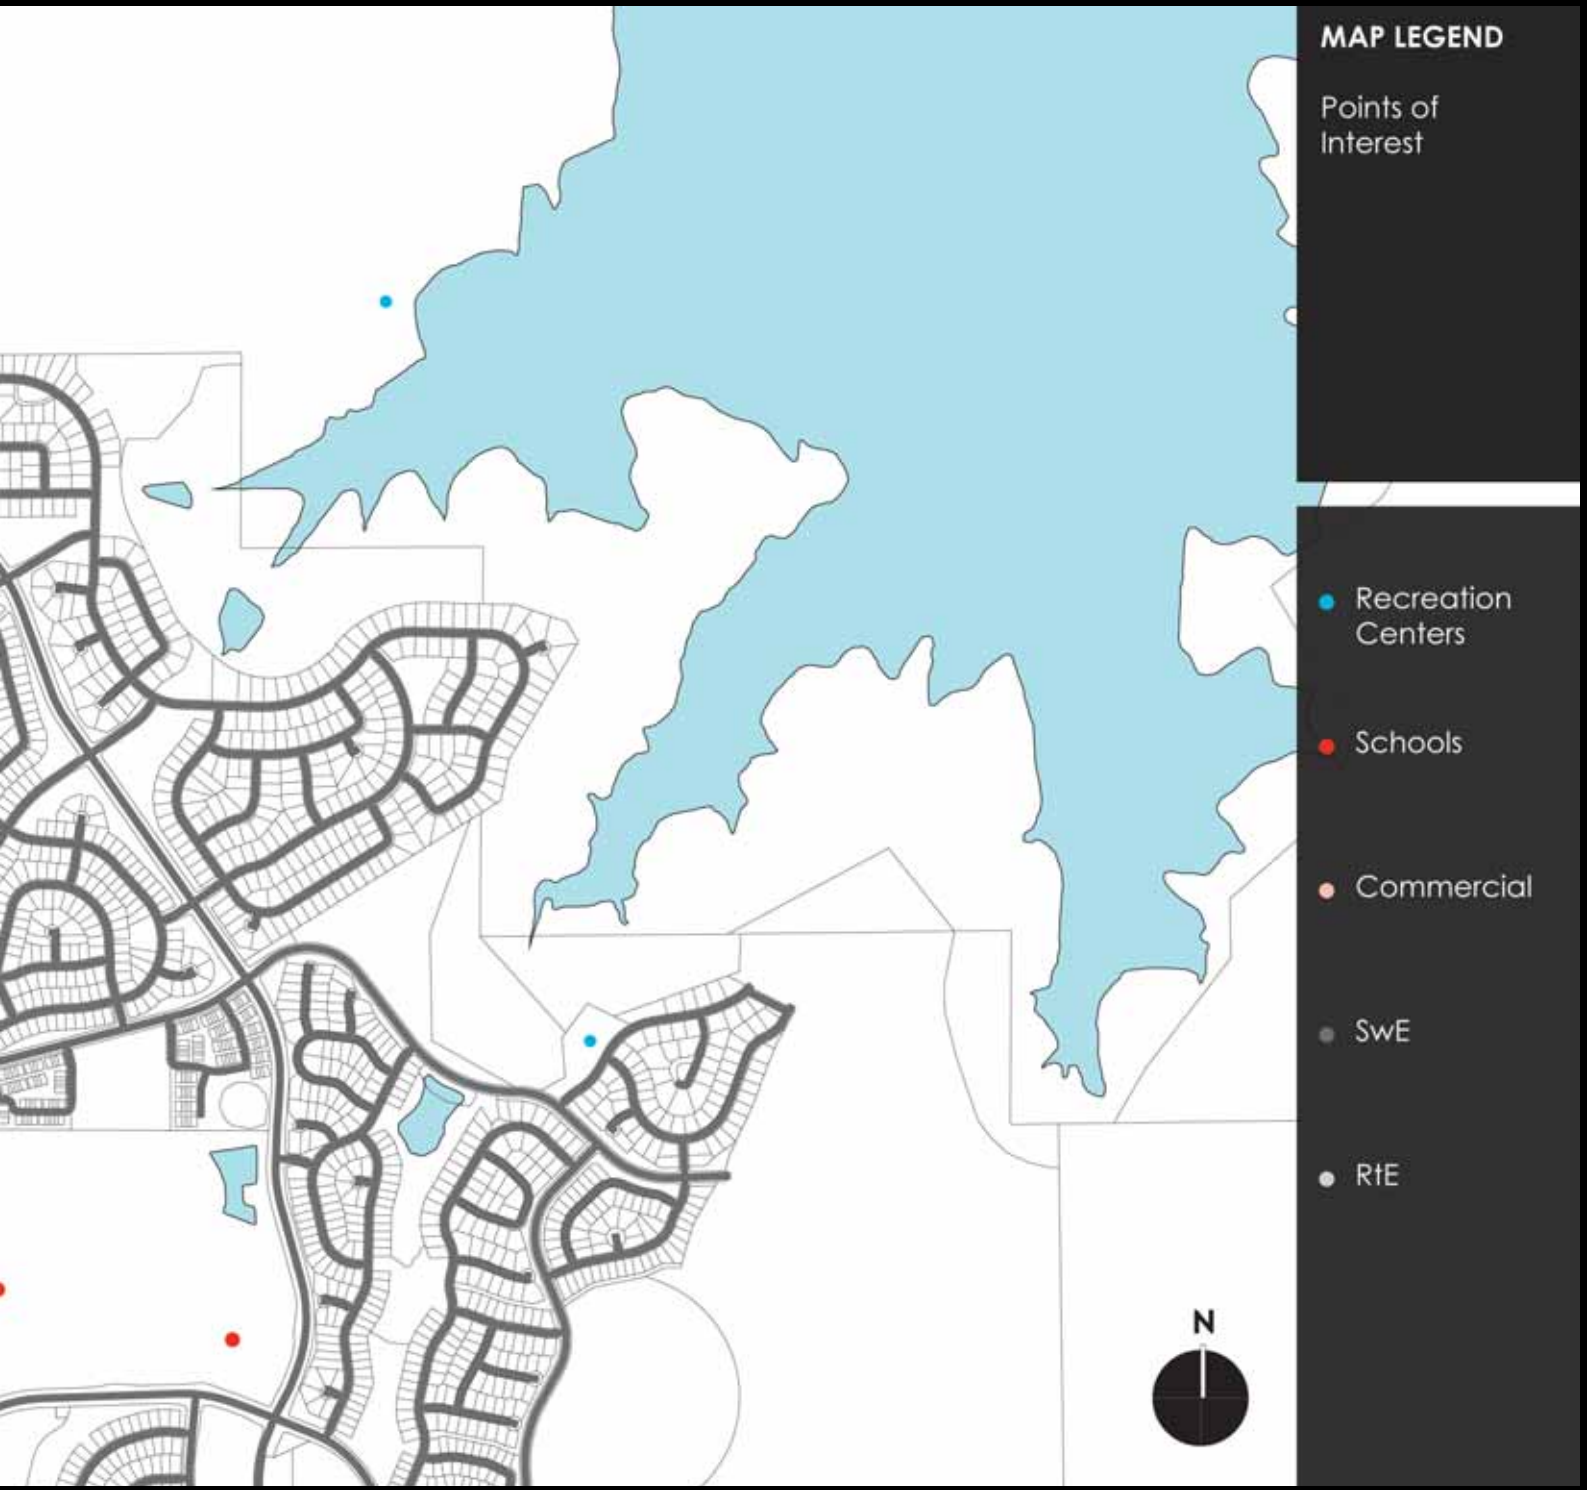 MAP LEGEND
Points of
Interest
Recreation
Centers
Schools
Commercial
SwE
RtE
N